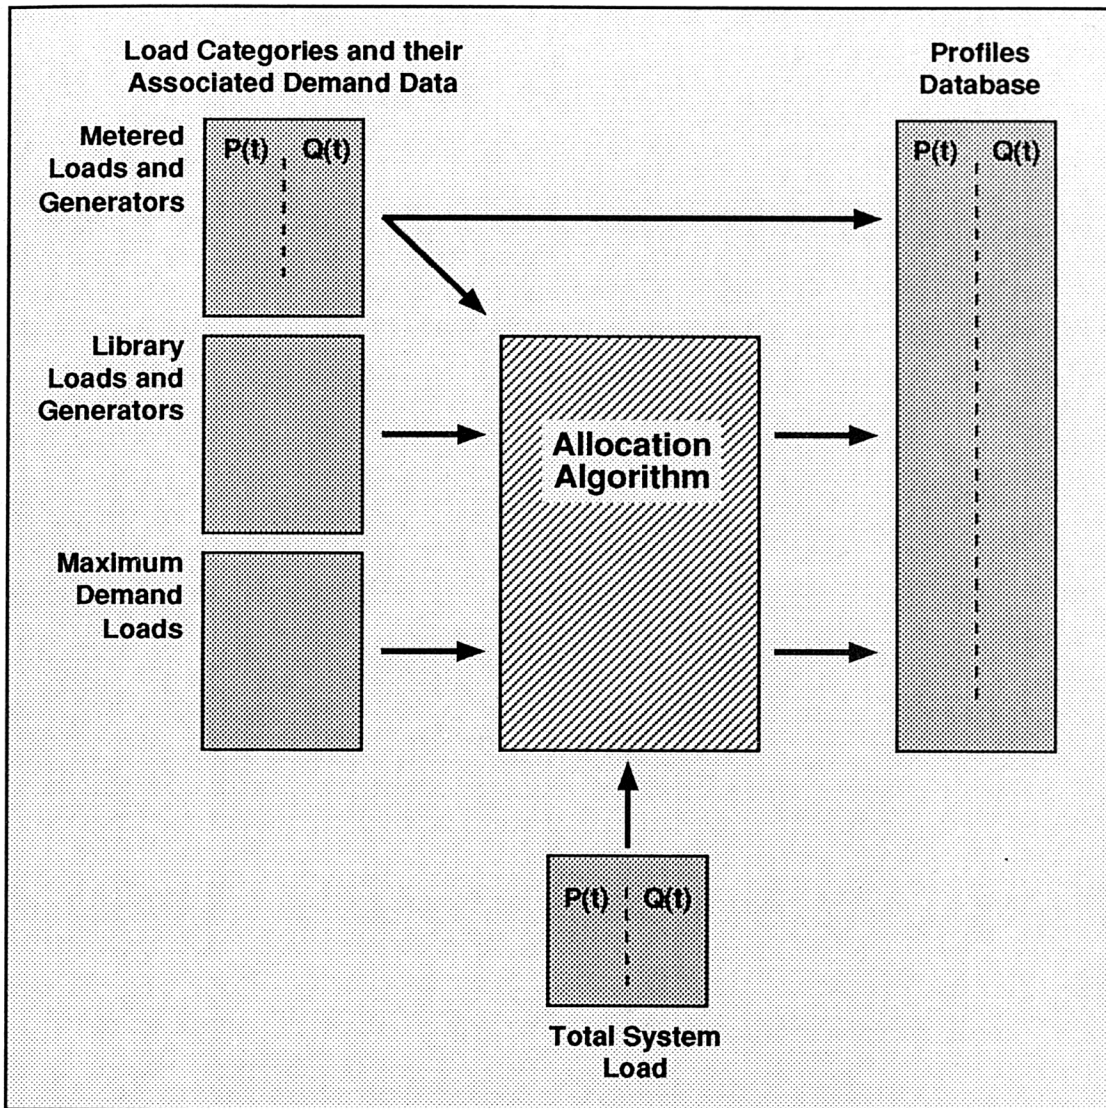 Load Categories and their
Associated Demand Data
Profiles
Database
Metered
Loads and
Generators
P(t) Q(t)
P(t) Q(t)
Library
Loads and
Generators
Allocation
Algorithm
Maximum
Demand
Loads
P(t) Q(t)
Total System
Load